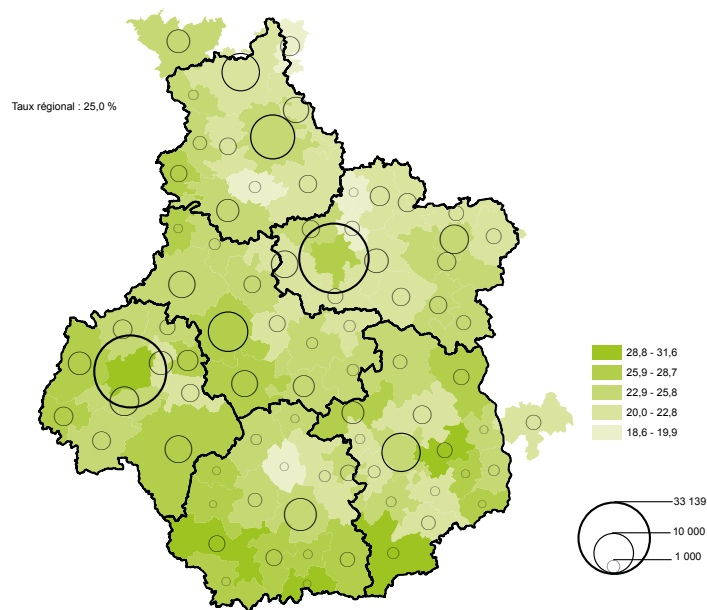 Taux régional : 25,0 %
28,8 - 31,6
25,9 - 28,7
22,9 - 25,8
20,0 - 22,8
18,6 - 19,9
33 139
10 000
1 000